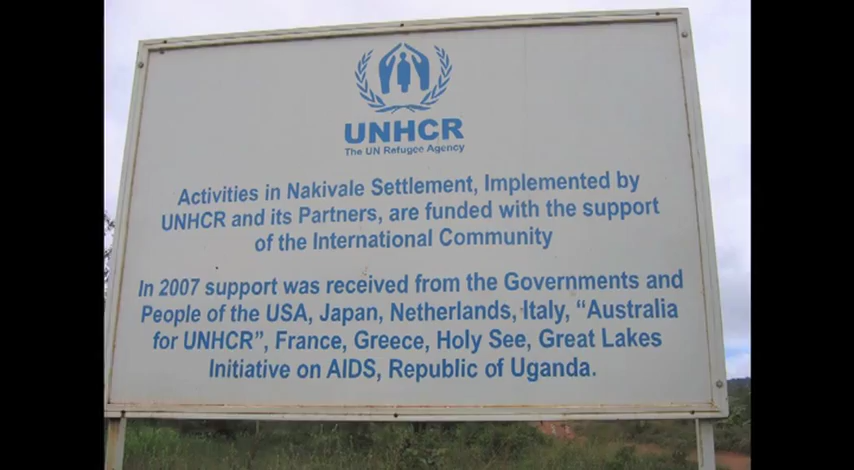 UNHCR
The UN Refugee Agency
Activities in Nakivale Settlement, Implemented by
UNHCR and its Partners, are funded with the support
of the International Community
In 2007 support was received from the Governments and
People of the USA, Japan, Netherlands, Italy, “Australia
for UNHCR”, France, Greece, Holy See, Great Lakes
Initiative on AIDS, Republic of Uganda.